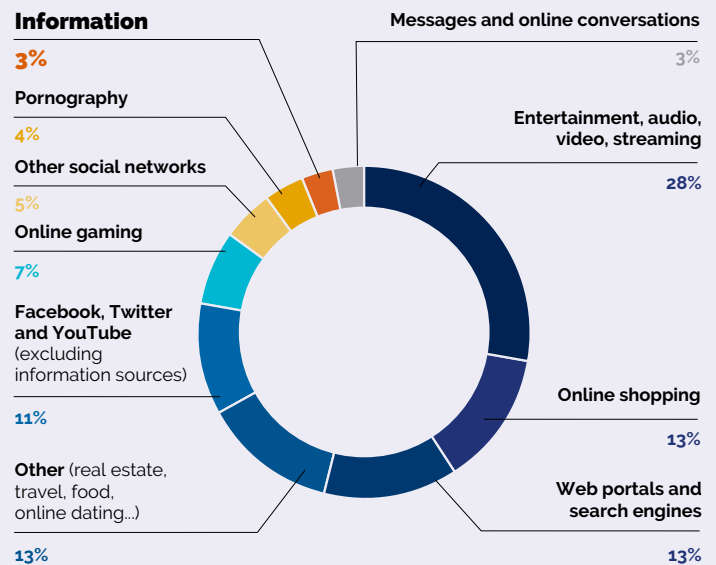 Information
3%
Pornography
4%
Other social networks
5%
Online gaming
7%
Facebook, Twitter
and YouTube
(excluding
information sources)
11%
Other (real estate,
travel, food,
online dating...)
13%
Messages and online conversations
3%
Entertainment, audio,
video, streaming
28%
Online shopping
13%
Web portals and
search engines
13%